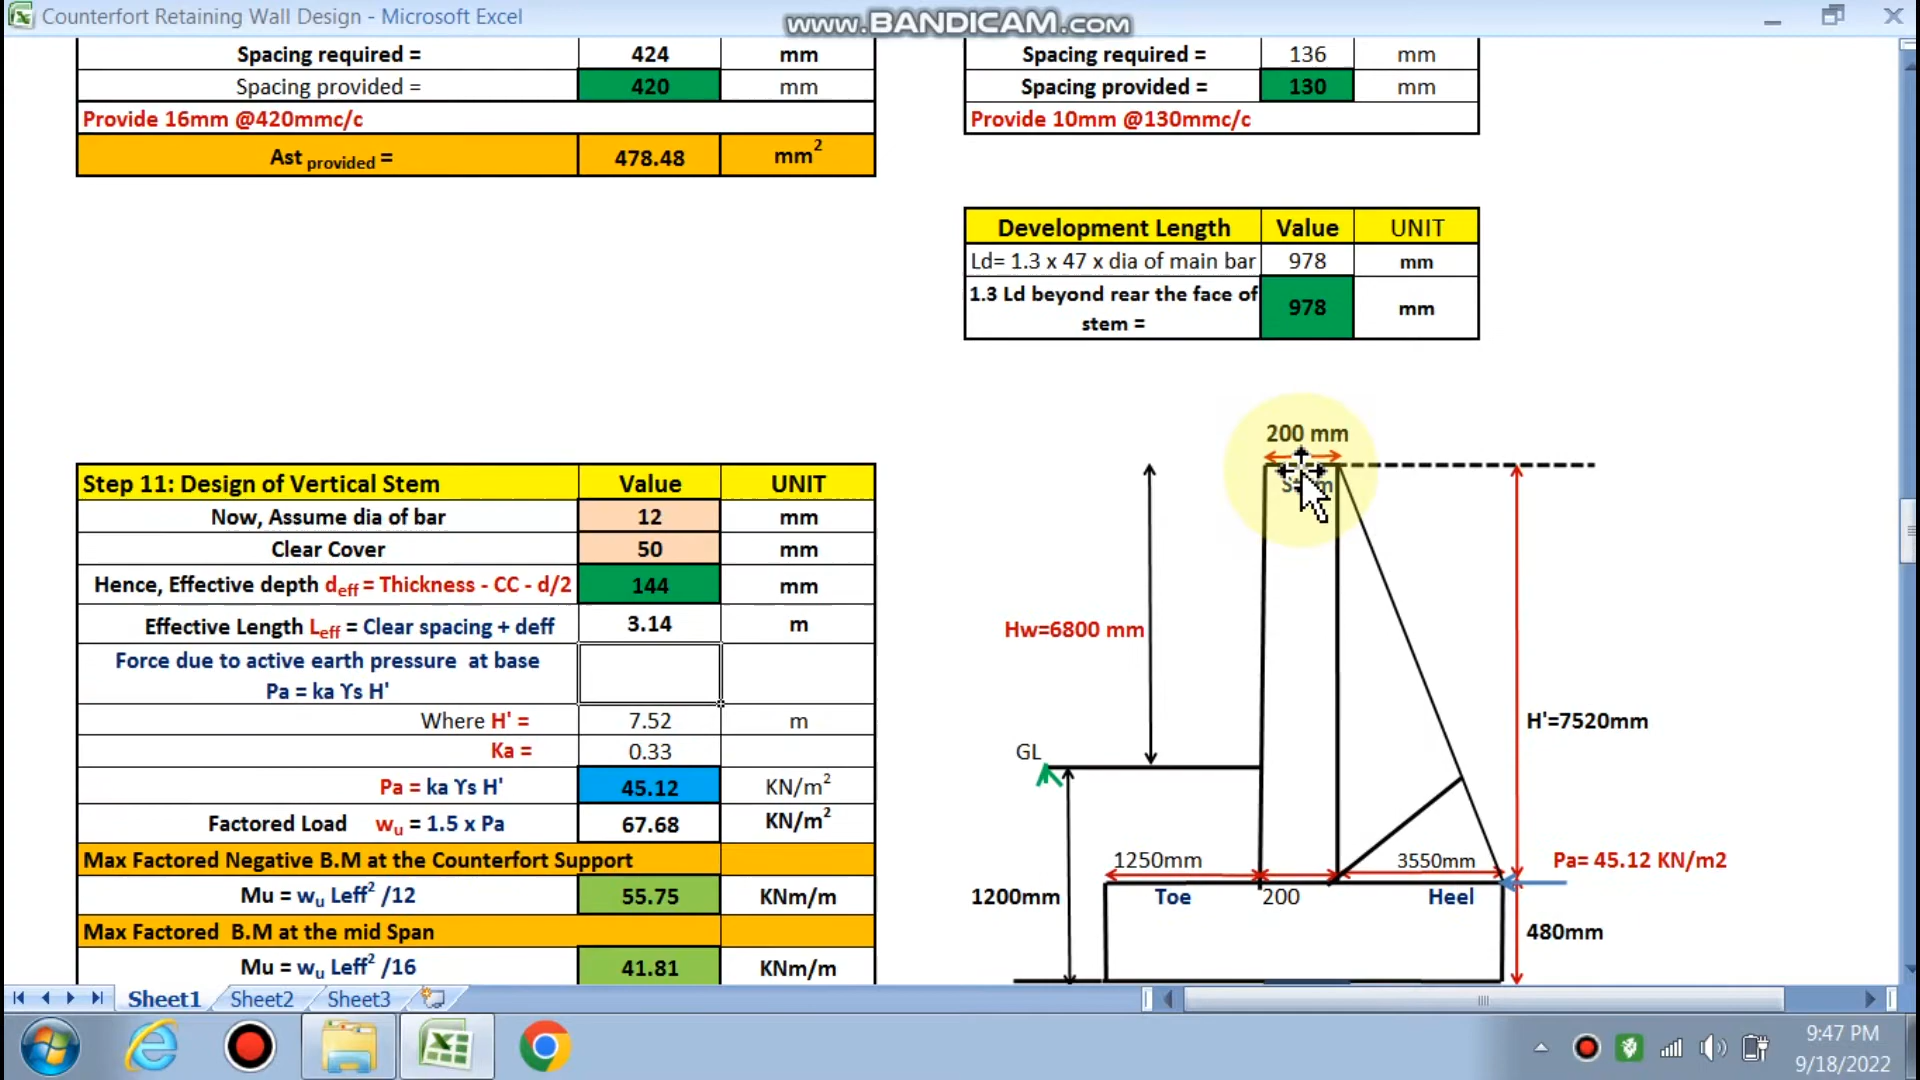 Counterfort Retaining Wall Design - Microsoft Excel
www.BANDICAM.com
Spacing required = 424 mm
Spacing provided = 420 mm
Provide 16mm @420mmc/c
Ast provided = 478.48 mm2
Spacing required = 136 mm
Spacing provided = 130 mm
Provide 10mm @130mmc/c
Development Length Value UNIT
Ld= 1.3 x 47 x dia of main bar 978 mm
1.3 Ld beyond rear the face of
stem = 978 mm
Step 11: Design of Vertical Stem Value UNIT
Now, Assume dia of bar 12 mm
Clear Cover 50 mm
Hence, Effective depth deff = Thickness - CC - d/2 144 mm
Effective Length Leff = Clear spacing + deff 3.14 m
Force due to active earth pressure at base
Pa = ka ϒs H'
Where H' = 7.52 m
Ka = 0.33
Pa = ka ϒs H' 45.12 KN/m2
Factored Load wu = 1.5 x Pa 67.68 KN/m2
Max Factored Negative B.M at the Counterfort Support
Mu = wu Leff2 /12 55.75 KNm/m
Max Factored B.M at the mid Span
Mu = wu Leff2 /16 41.81 KNm/m
200 mm
Hw=6800 mm
H'=7520mm
GL
1250mm
3550mm
Pa= 45.12 KN/m2
1200mm
Toe
200
Heel
480mm
Sheet1 Sheet2 Sheet3
9:47 PM
9/18/2022